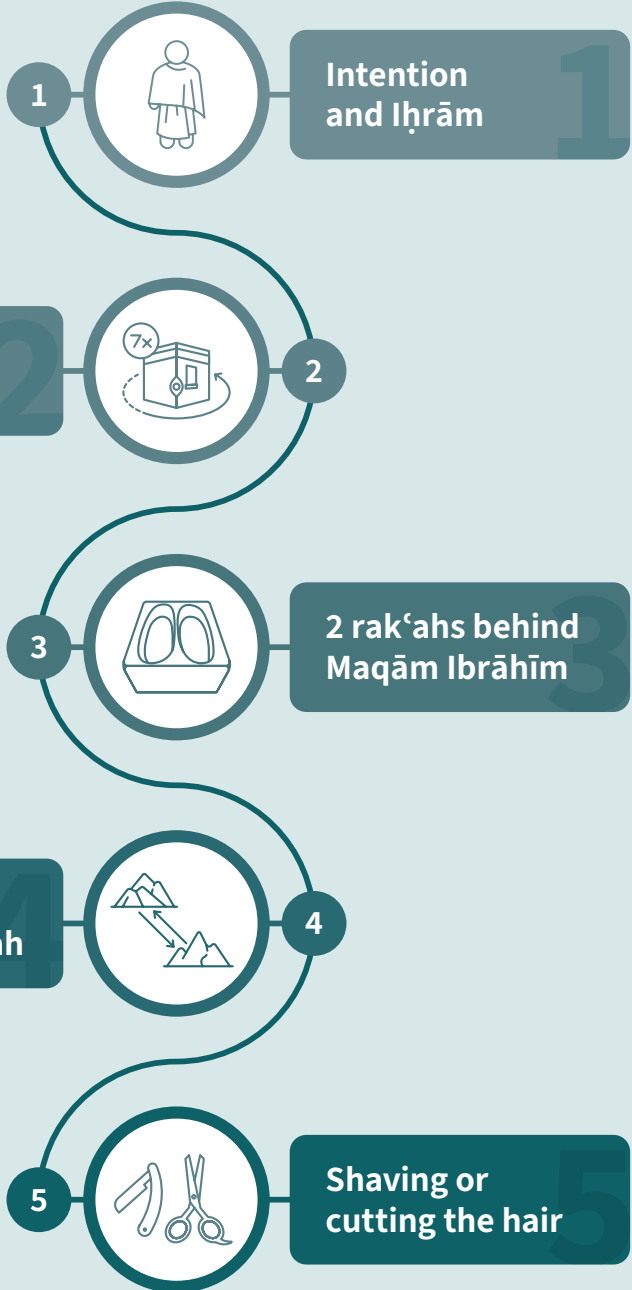 1
Intention
and Iḥrām
1
2
7x
2
3
2 rakʿahs behind
Maqām Ibrāhīm
3
4
ah
4
5
Shaving or
cutting the hair
5